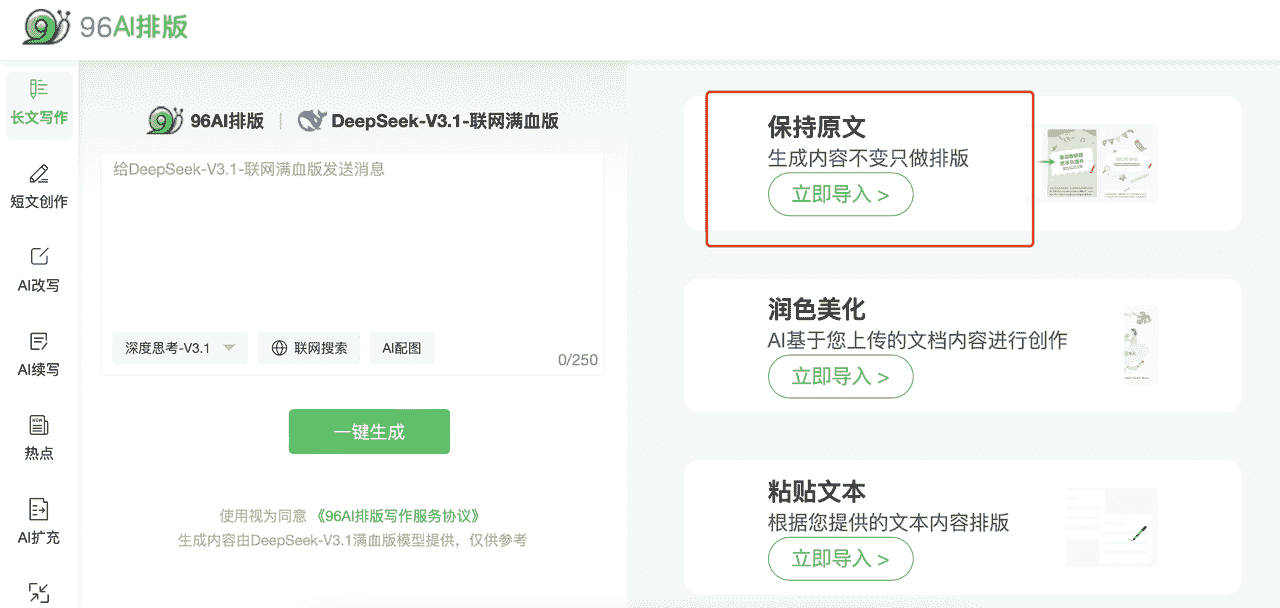 96AI排版
长文写作
短文创作
AI改写
AI续写
热点
AI扩充
96AI排版
DeepSeek-V3.1-联网满血版
给DeepSeek-V3.1-联网满血版发送消息
深度思考-V3.1
联网搜索
AI配图
0/250
一键生成
使用视为同意《96AI排版写作服务协议》
生成内容由DeepSeek-V3.1满血版模型提供，仅供参考
保持原文
生成内容不变只做排版
立即导入 >
润色美化
AI基于您上传的文档内容进行创作
立即导入 >
粘贴文本
根据您提供的文本内容排版
立即导入 >